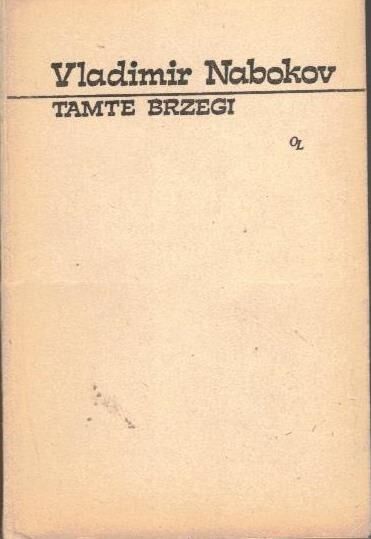 Vladimir Nabokov
TAMTE BRZEGI
OL